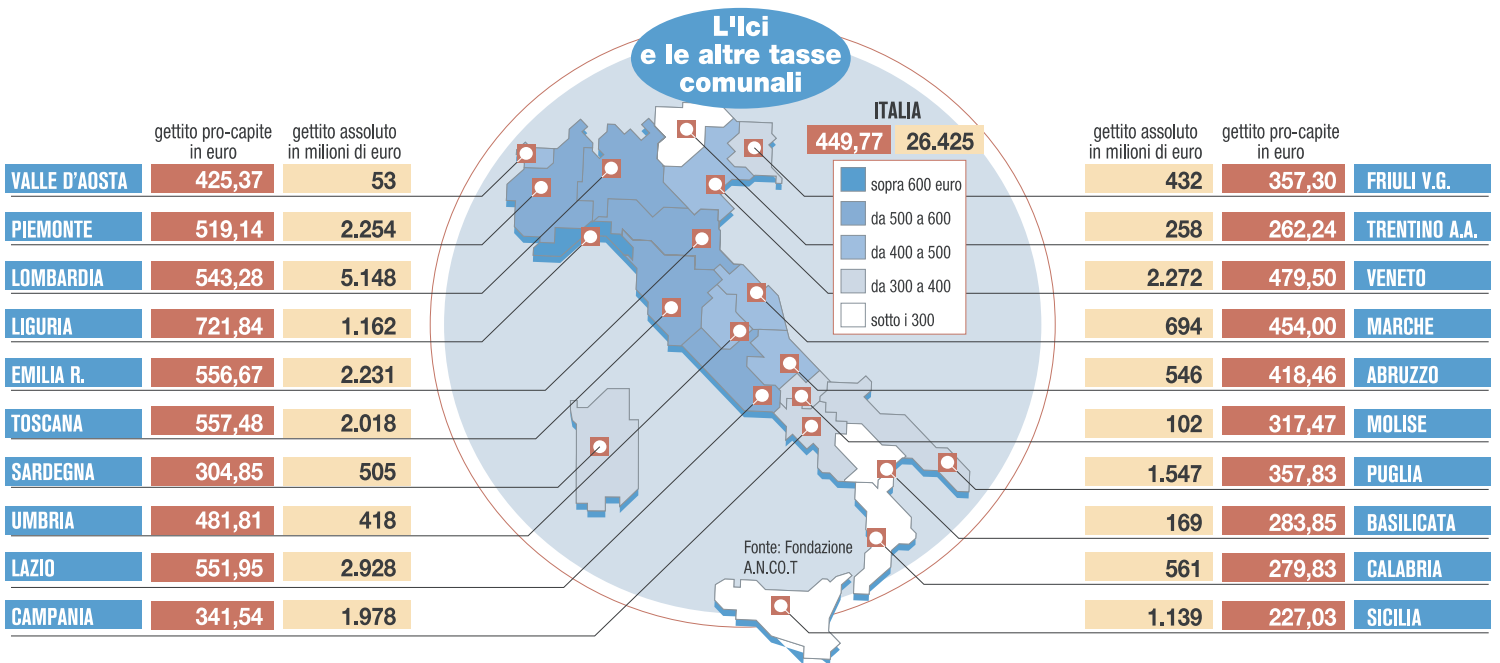 L'Ici
e le altre tasse
comunali
ITALIA
449,77 26.425
sopra 600 euro
da 500 a 600
da 400 a 500
da 300 a 400
sotto i 300
gettito pro-capite
in euro
gettito assoluto
in milioni di euro
VALLE D'AOSTA 425,37 53
PIEMONTE 519,14 2.254
LOMBARDIA 543,28 5.148
LIGURIA 721,84 1.162
EMILIA R. 556,67 2.231
TOSCANA 557,48 2.018
SARDEGNA 304,85 505
UMBRIA 481,81 418
LAZIO 551,95 2.928
CAMPANIA 341,54 1.978
gettito assoluto
in milioni di euro
gettito pro-capite
in euro
432 357,30 FRIULI V.G.
258 262,24 TRENTINO A.A.
2.272 479,50 VENETO
694 454,00 MARCHE
546 418,46 ABRUZZO
102 317,47 MOLISE
1.547 357,83 PUGLIA
169 283,85 BASILICATA
561 279,83 CALABRIA
1.139 227,03 SICILIA
Fonte: Fondazione
A.N.CO.T